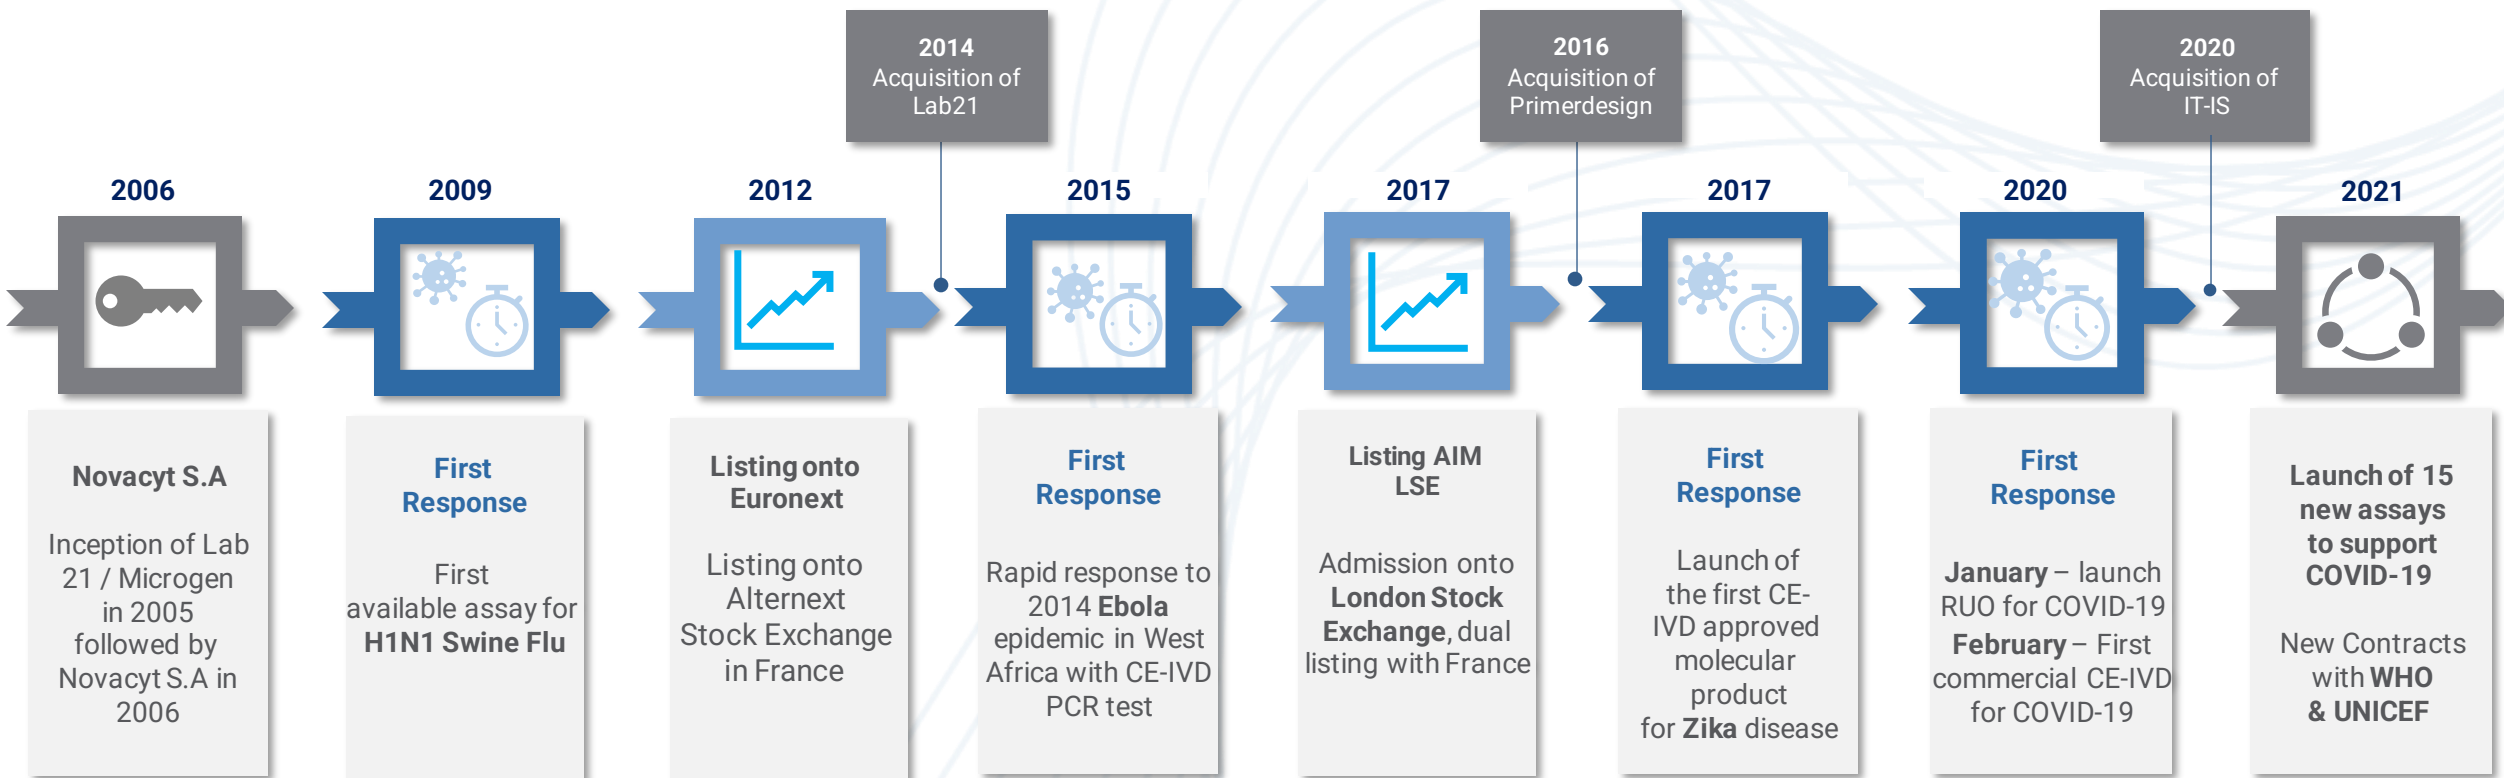 2014
Acquisition of
Lab21
2016
Acquisition of
Primerdesign
2020
Acquisition of
IT-IS
2006
2009
2012
2015
2017
2017
2020
2021
Novacyt S.A
Inception of Lab
21 / Microgen
in 2005
followed by
Novacyt S.A in
2006
First
Response
First
available assay for
H1N1 Swine Flu
Listing onto
Euronext
Listing onto
Alternext
Stock Exchange
in France
First
Response
Rapid response to
2014 Ebola
epidemic in West
Africa with CE-IVD
PCR test
Listing AIM
LSE
Admission onto
London Stock
Exchange, dual
listing with France
First
Response
Launch of
the first CE-
IVD approved
molecular
product
for Zika disease
First
Response
January – launch
RUO for COVID-19
February – First
commercial CE-IVD
for COVID-19
Launch of 15
new assays
to support
COVID-19
New Contracts
with WHO
& UNICEF